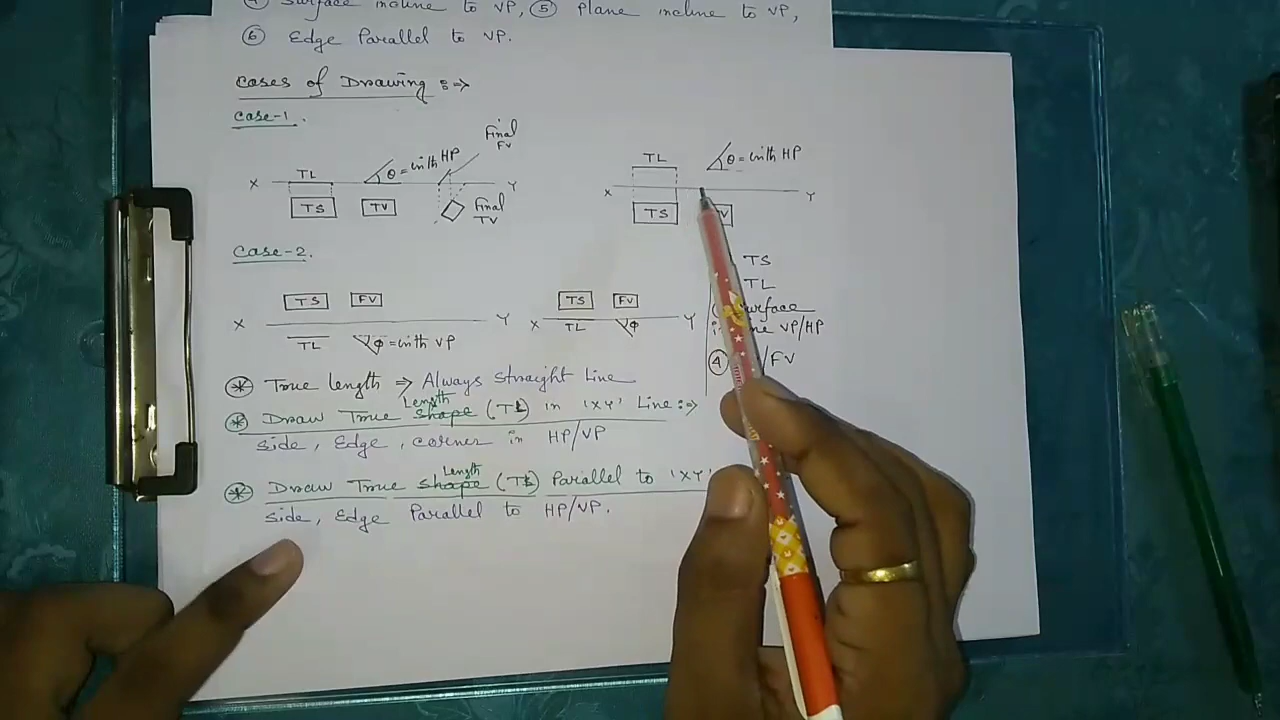 ④ Surface incline to VP, ⑤ Plane incline to VP,
⑥ Edge Parallel to VP.
Cases of Drawing :⇒
Case-1.
X TL θ = with HP Final FV Y
TS TV Final TV
X TL θ = with HP Y
TS
Case-2.
TS FV
X TL φ = with VP Y
TS FV
X TL φ Y
TS
TL
Surface
VP/HP
④ /FV
✱ True length ⇒ Always straight Line
✱ Draw True Length shape (TL) in 'XY' Line :⇒
side, Edge, corner in HP/VP
✱ Draw True Length shape (TL) Parallel to 'XY'
side, Edge Parallel to HP/VP.